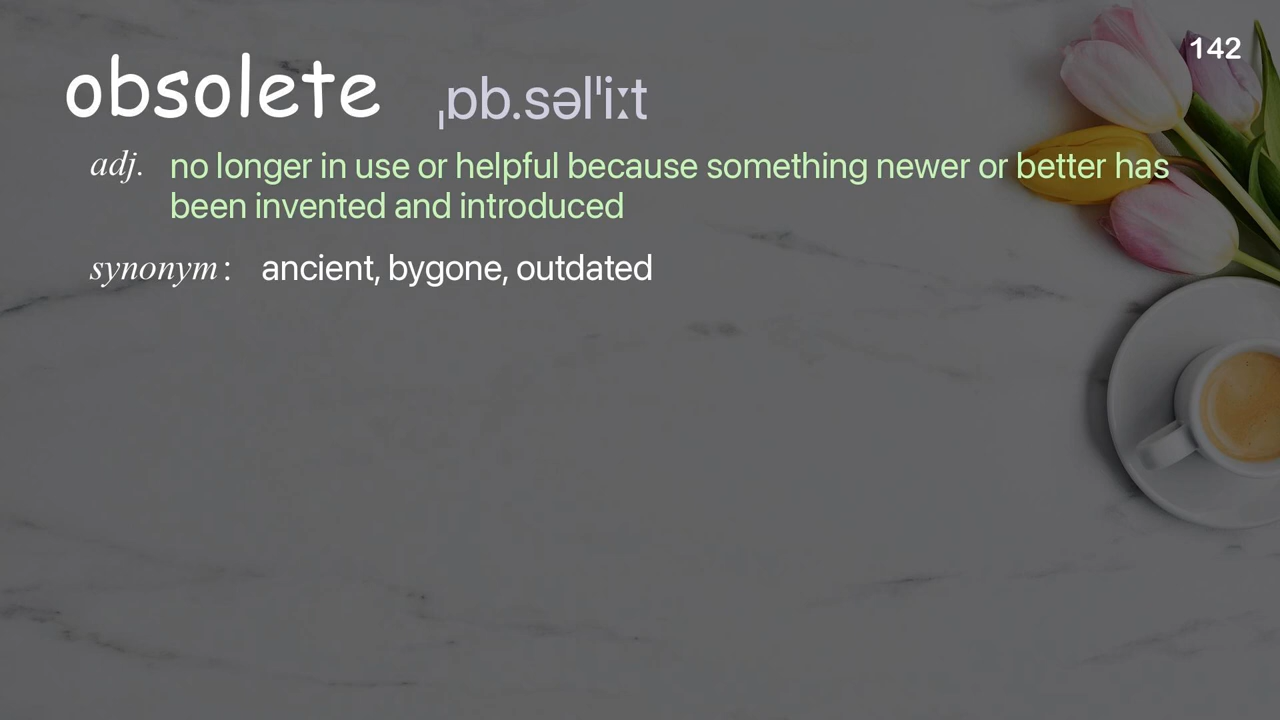 142
obsolete ˌɒb.səlˈiːt
adj. no longer in use or helpful because something newer or better has
been invented and introduced
synonym: ancient, bygone, outdated